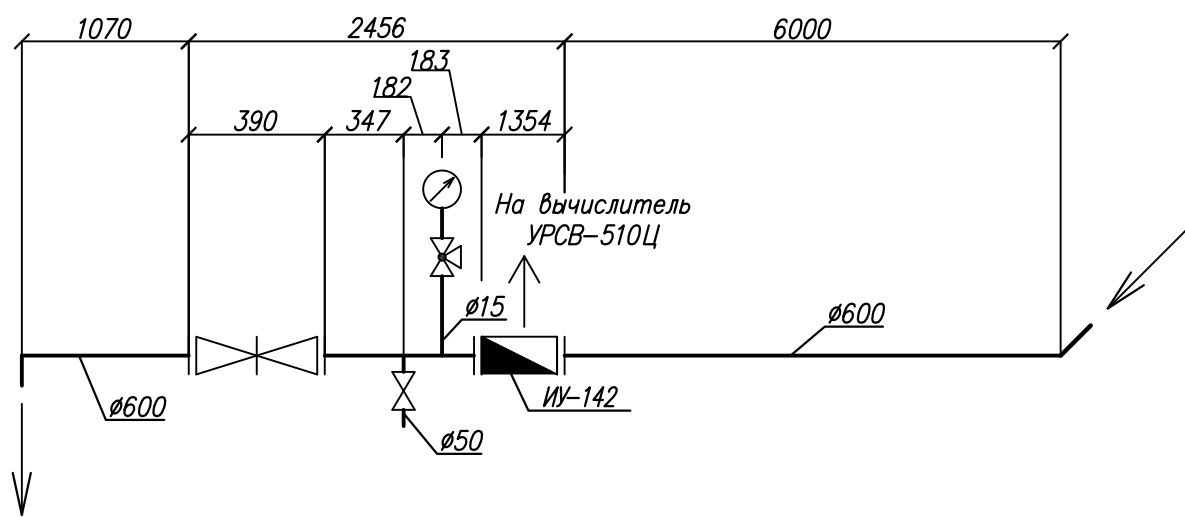 1070
2456
6000
183
182
390
347
1354
На вычислитель
УРСВ-510Ц
ø15
ø600
ИУ-142
ø600
ø50